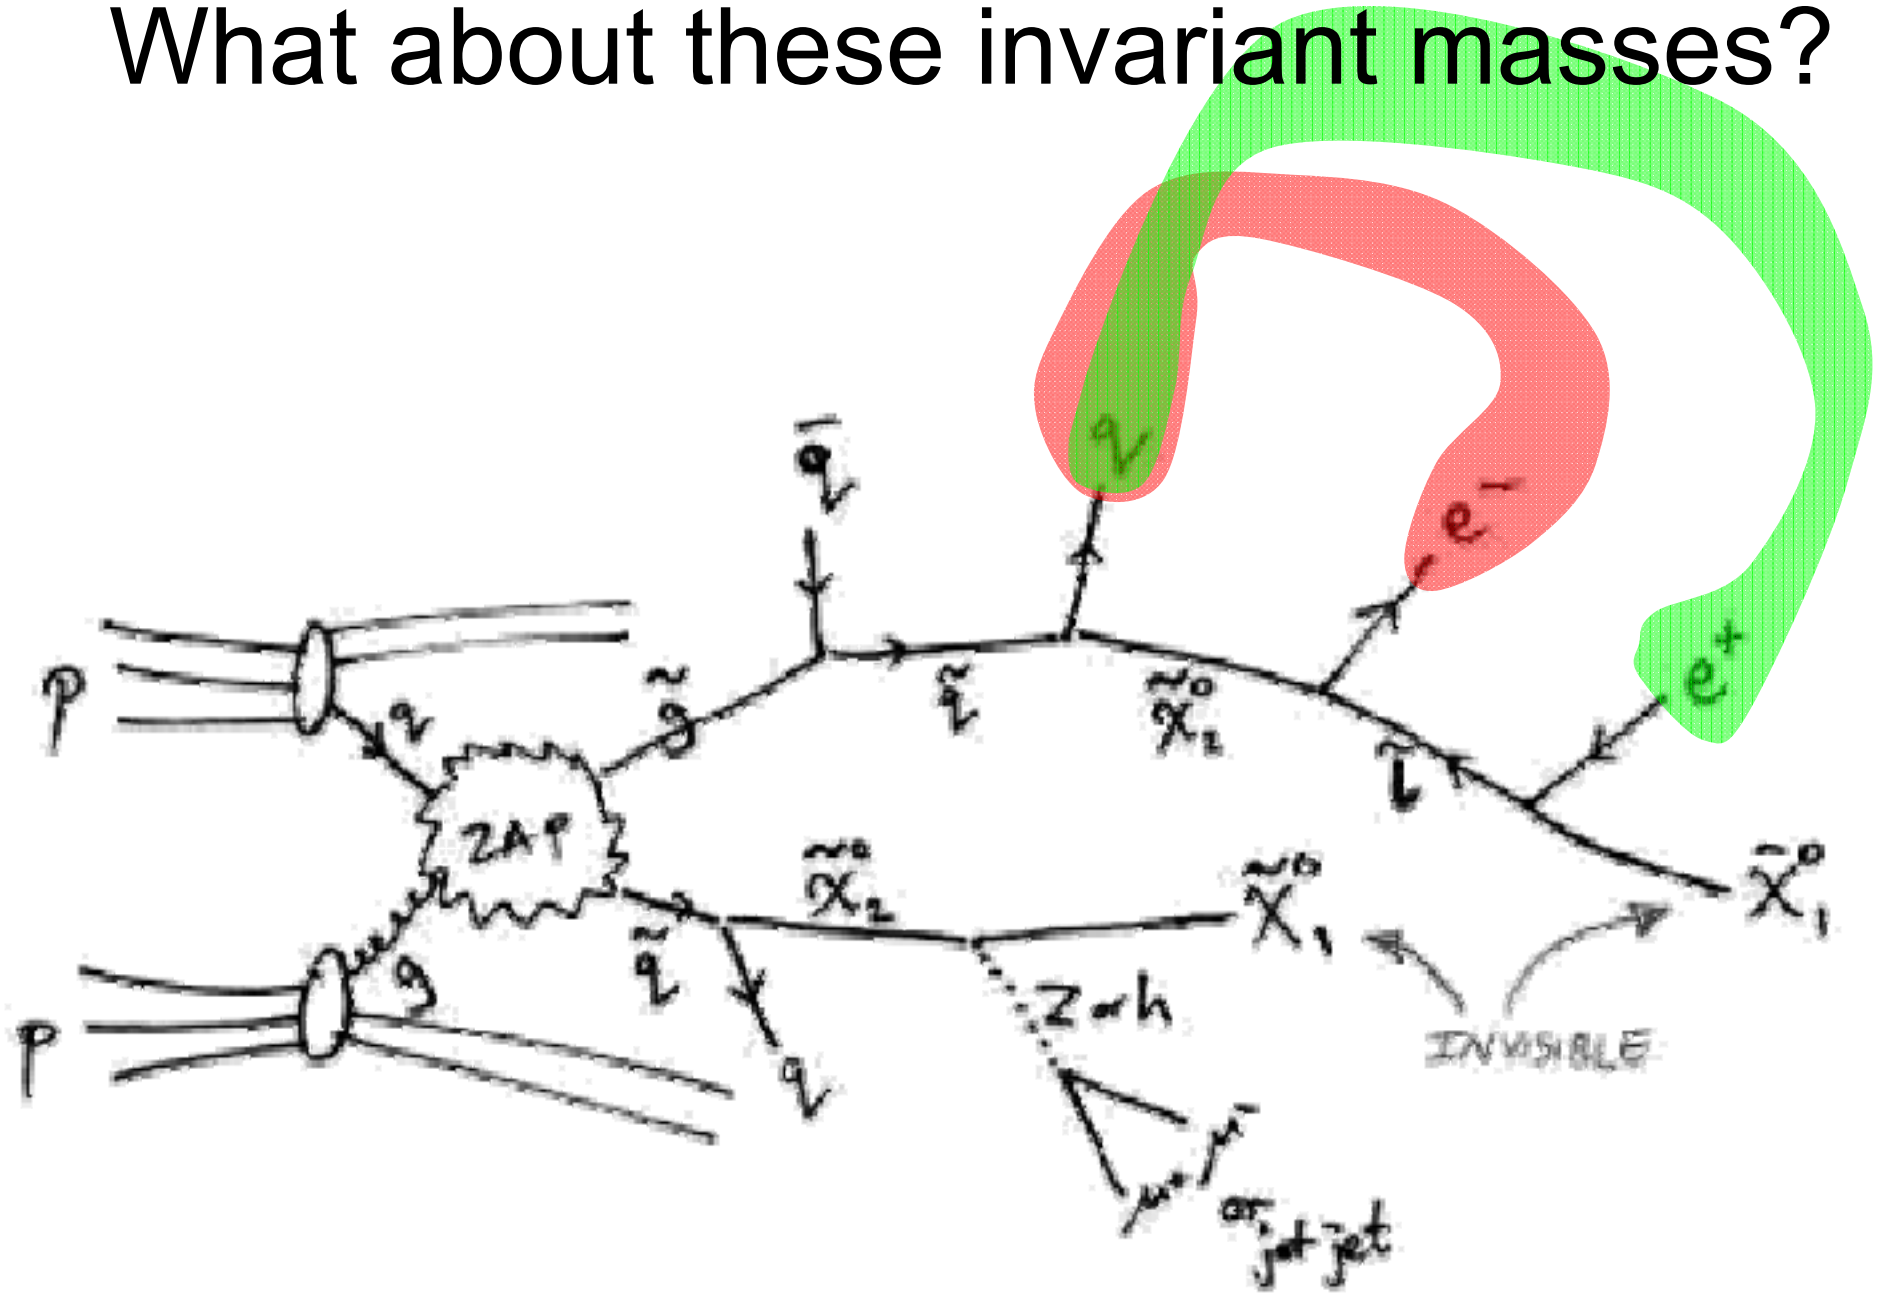 What about these invariant masses?
q̅
q
e⁻
e⁺
p
q
g̃
q̃
χ̃⁰₂
l̃
ZAP
χ̃⁰₂
χ̃⁰₁
χ̃⁰₁
g
q̃
Z or h
p
q
INVISIBLE
μ⁻
μ⁺
or
jet jet